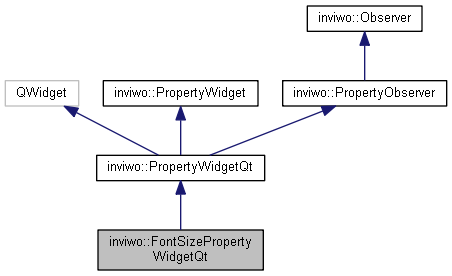 inviwo::Observer
QWidget
inviwo::PropertyWidget
inviwo::PropertyObserver
inviwo::PropertyWidgetQt
inviwo::FontSizeProperty
WidgetQt